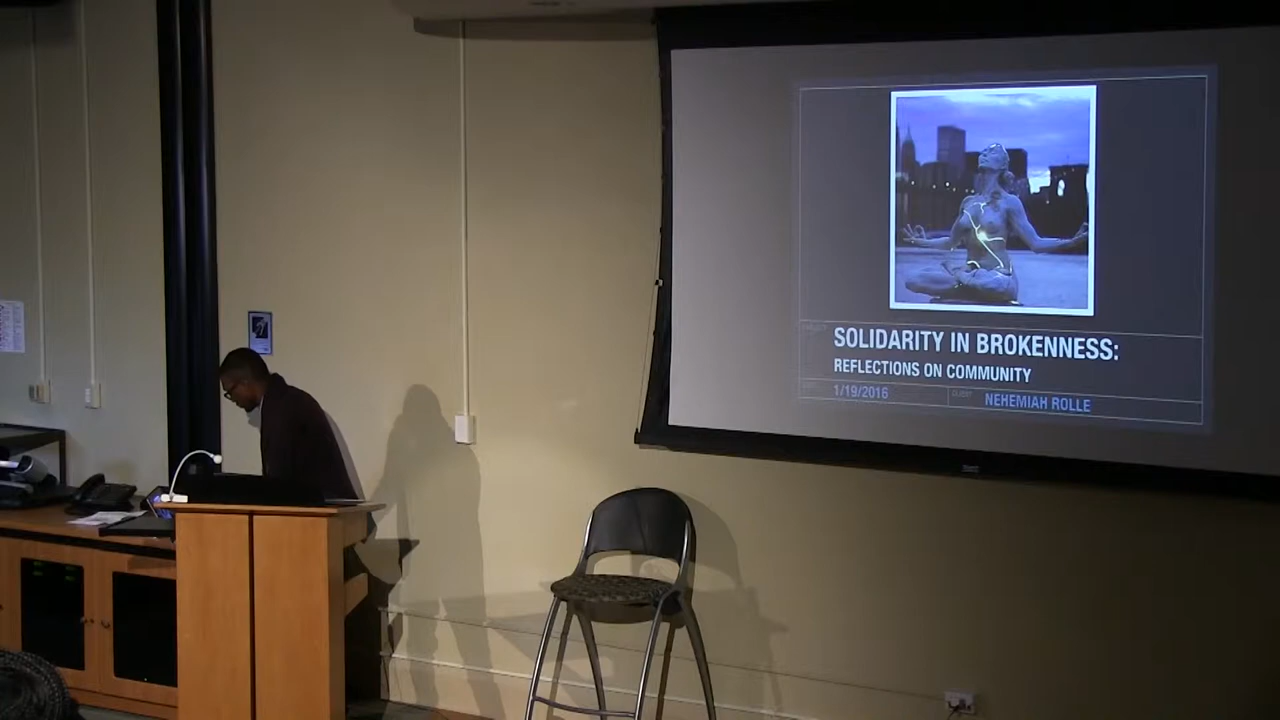 SOLIDARITY IN BROKENNESS:
REFLECTIONS ON COMMUNITY
1/19/2016
NEHEMIAH ROLLE